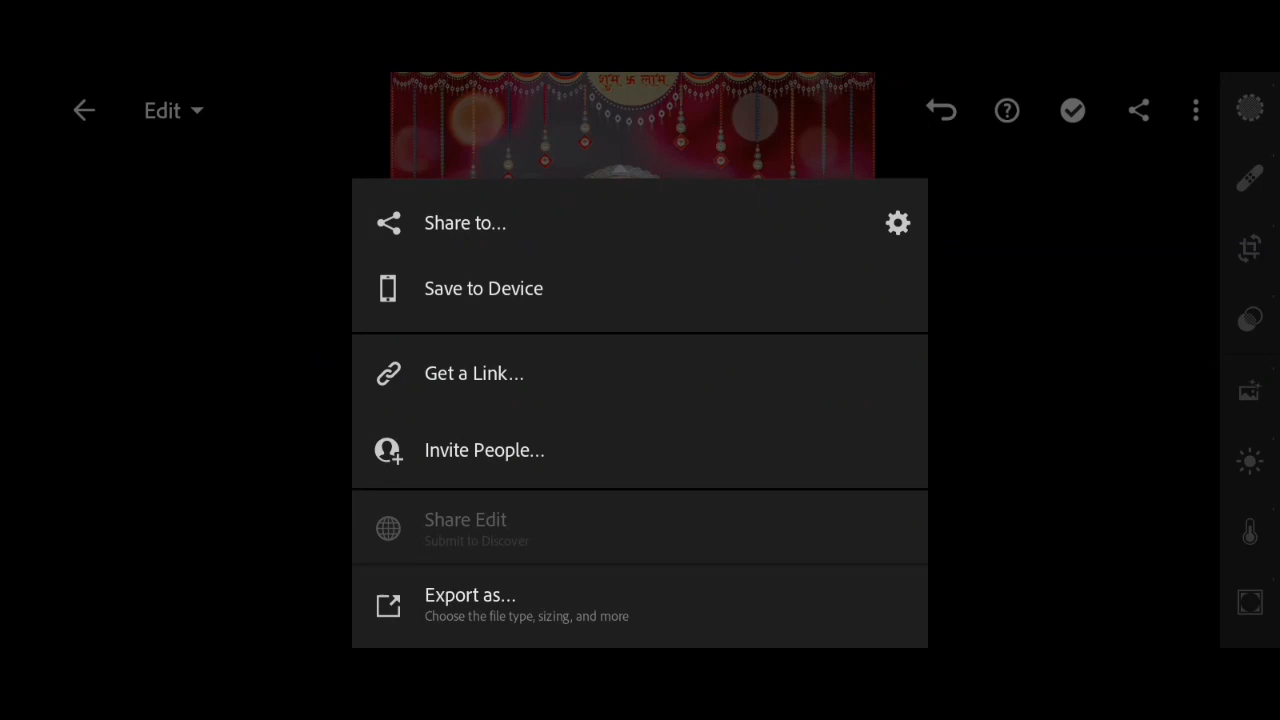 शुभ 卐 लाभ
Edit
Share to...
Save to Device
Get a Link...
Invite People...
Share Edit
Submit to Discover
Export as...
Choose the file type, sizing, and more